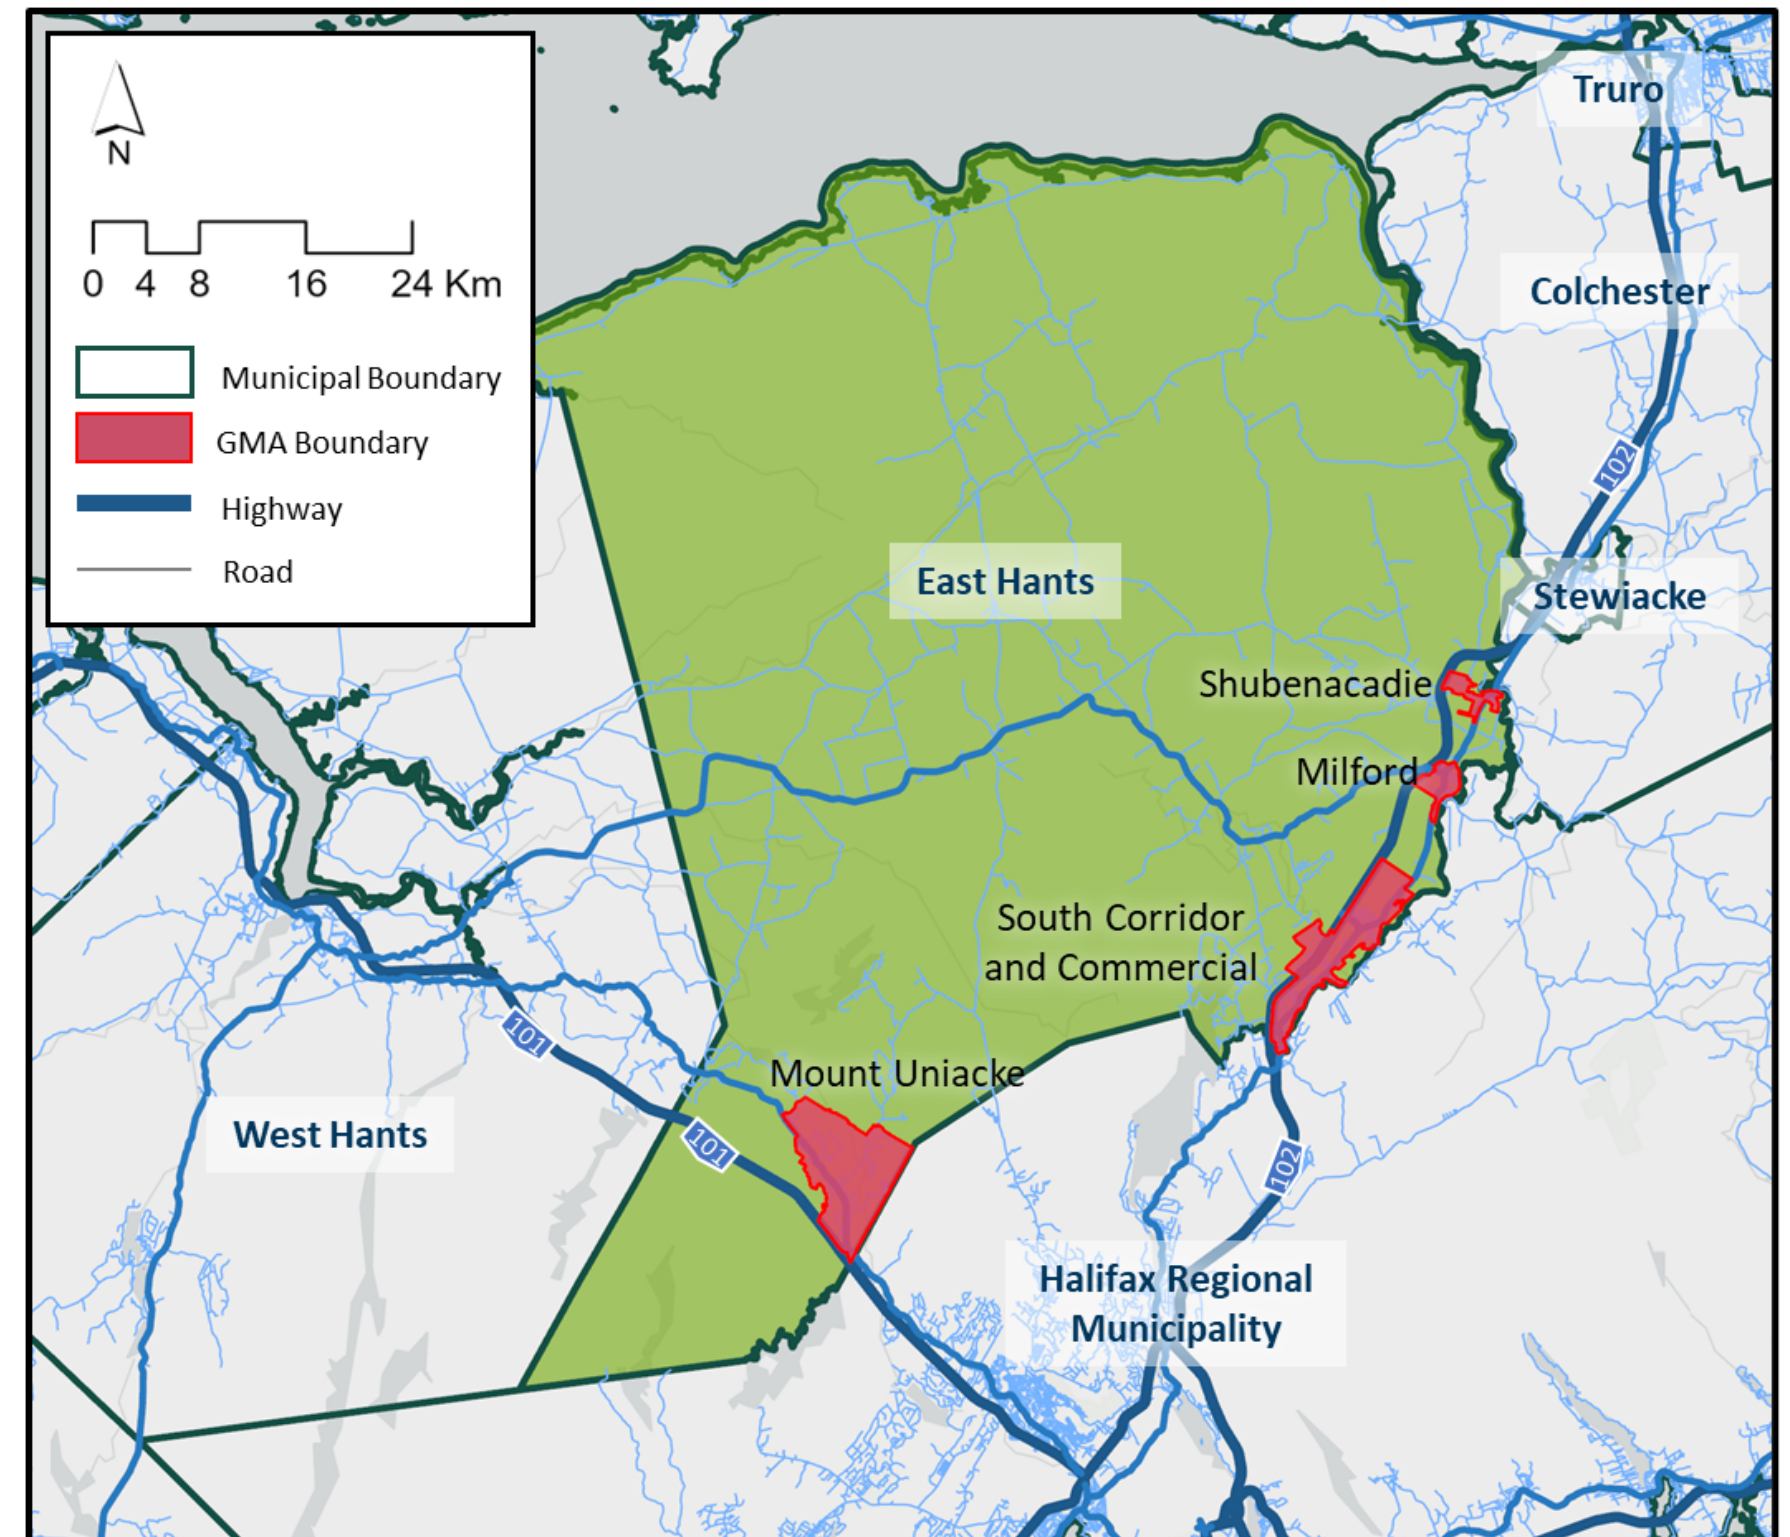 N
0 4 8 16 24 Km
Municipal Boundary
GMA Boundary
Highway
Road
Truro
Colchester
102
Stewiacke
East Hants
Shubenacadie
Milford
South Corridor
and Commercial
101
Mount Uniacke
West Hants
101
102
Halifax Regional
Municipality